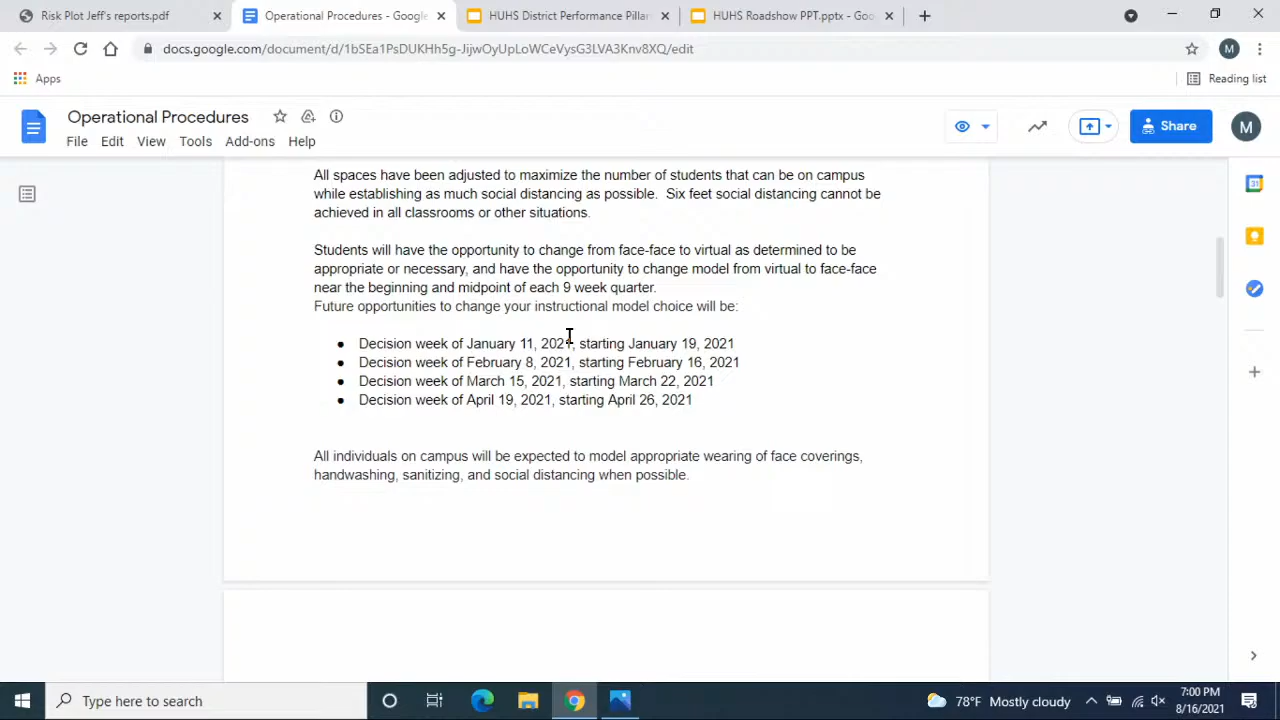 Risk Plot Jeff's reports.pdf
Operational Procedures - Google
HUHS District Performance Pillar
HUHS Roadshow PPT.pptx - Goo
docs.google.com/document/d/1bSEa1PsDUKHh5g-JijwOyUpLoWCeVysG3LVA3Knv8XQ/edit
M
Apps
Reading list
Operational Procedures
File Edit View Tools Add-ons Help
Share
M
All spaces have been adjusted to maximize the number of students that can be on campus
while establishing as much social distancing as possible. Six feet social distancing cannot be
achieved in all classrooms or other situations.
Students will have the opportunity to change from face-face to virtual as determined to be
appropriate or necessary, and have the opportunity to change model from virtual to face-face
near the beginning and midpoint of each 9 week quarter.
Future opportunities to change your instructional model choice will be:
● Decision week of January 11, 2021, starting January 19, 2021
● Decision week of February 8, 2021, starting February 16, 2021
● Decision week of March 15, 2021, starting March 22, 2021
● Decision week of April 19, 2021, starting April 26, 2021
All individuals on campus will be expected to model appropriate wearing of face coverings,
handwashing, sanitizing, and social distancing when possible.
31
Type here to search
78°F Mostly cloudy
7:00 PM
8/16/2021